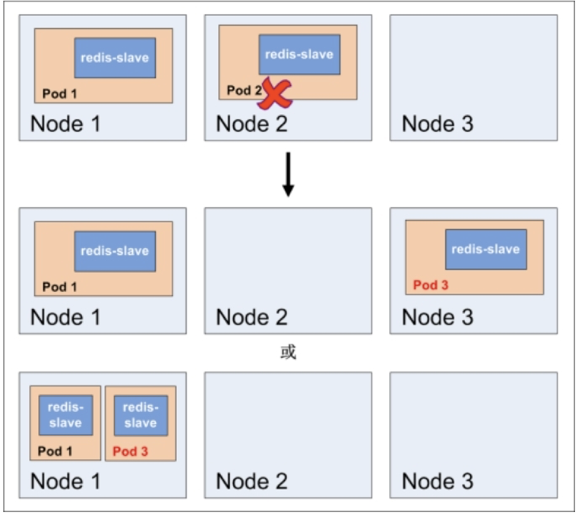 redis-slave
Pod 1
Node 1
redis-slave
Pod 2
Node 2
Node 3
redis-slave
Pod 1
Node 1
Node 2
redis-slave
Pod 3
Node 3
或
redis-
slave
Pod 1
redis-
slave
Pod 3
Node 1
Node 2
Node 3